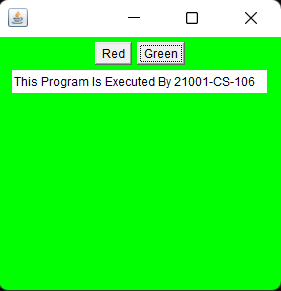 Red Green
This Program Is Executed By 21001-CS-106